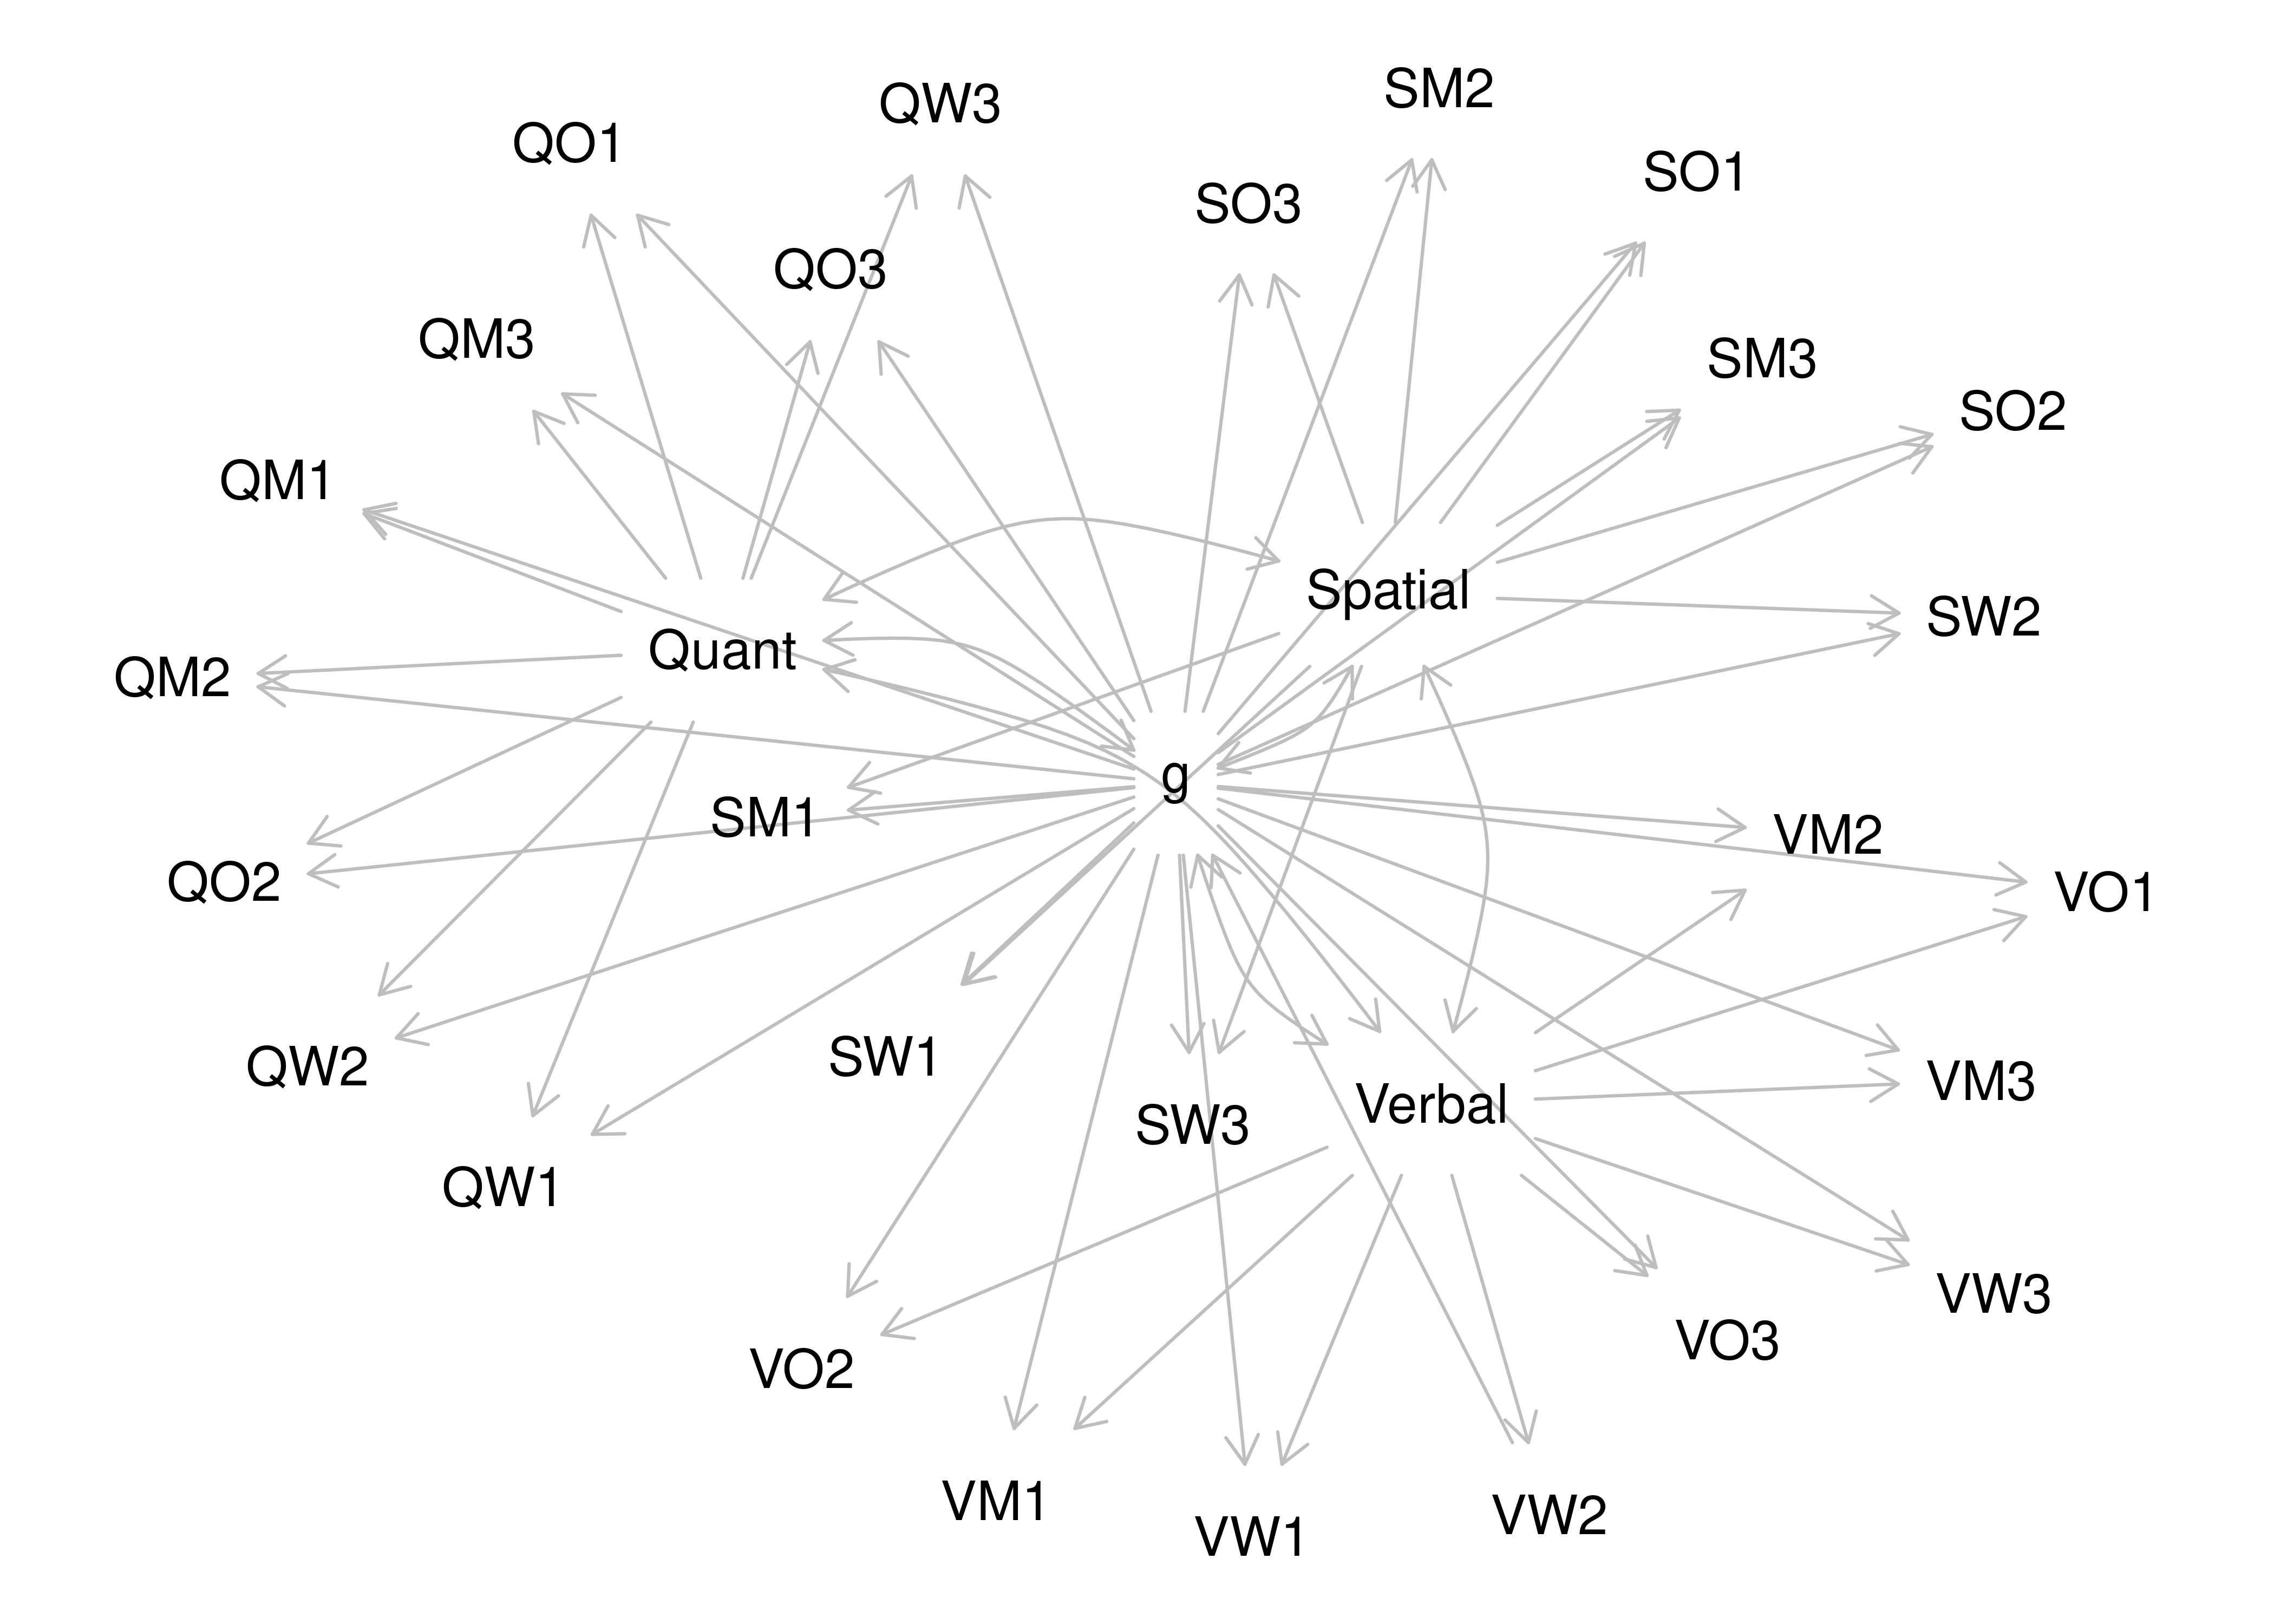 SM2
QW3
QO1
SO1
SO3
QO3
QM3
SM3
SO2
QM1
Spatial
SW2
Quant
QM2
g
SM1
VM2
QO2
VO1
SW1
QW2
VM3
Verbal
SW3
QW1
VW3
VO3
VO2
VM1
VW2
VW1